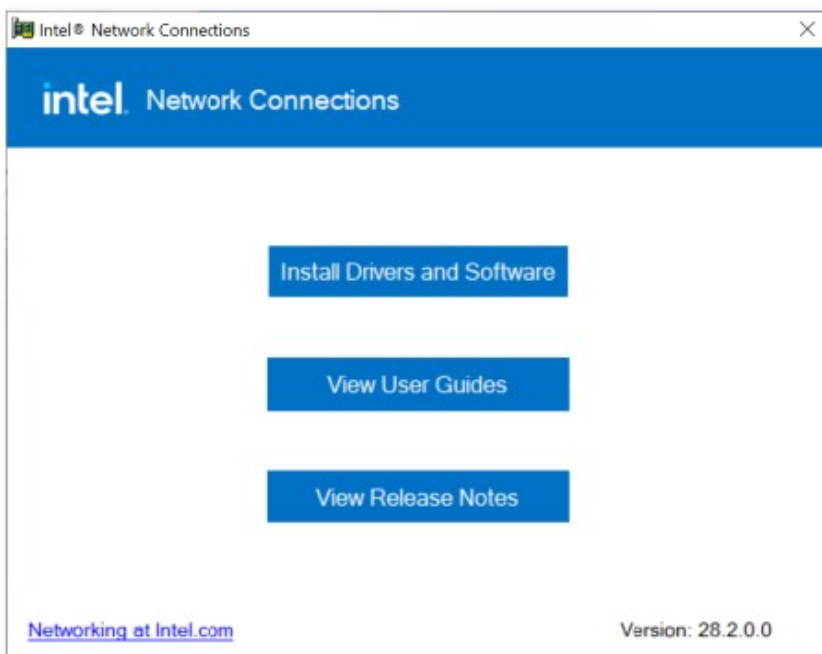 Intel® Network Connections
intel. Network Connections
Install Drivers and Software
View User Guides
View Release Notes
Networking at Intel.com
Version: 28.2.0.0